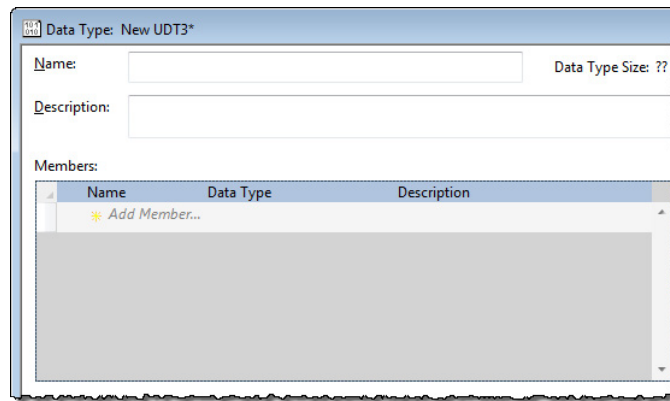 Data Type: New UDT3*
Name:
Data Type Size: ??
Description:
Members:
Name Data Type Description
Add Member...